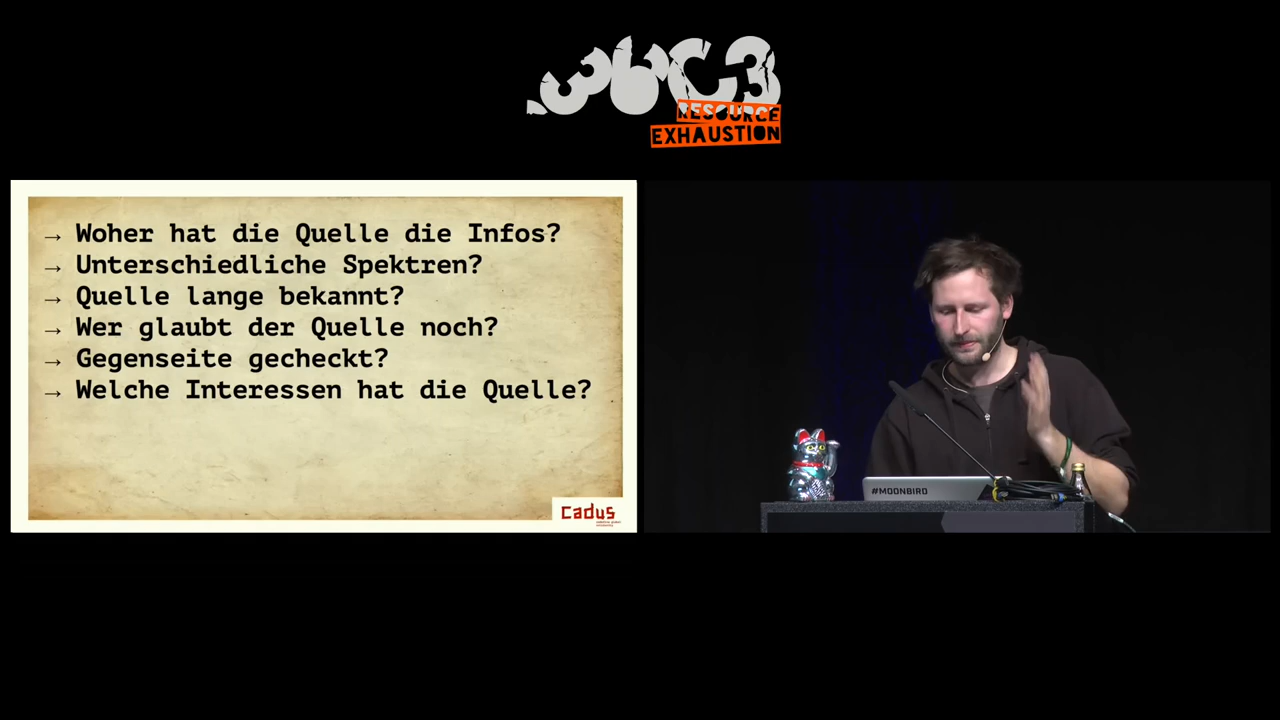 36C3
RESOURCE
EXHAUSTION
→ Woher hat die Quelle die Infos?
→ Unterschiedliche Spektren?
→ Quelle lange bekannt?
→ Wer glaubt der Quelle noch?
→ Gegenseite gecheckt?
→ Welche Interessen hat die Quelle?
Cadus
#MOONBIRD